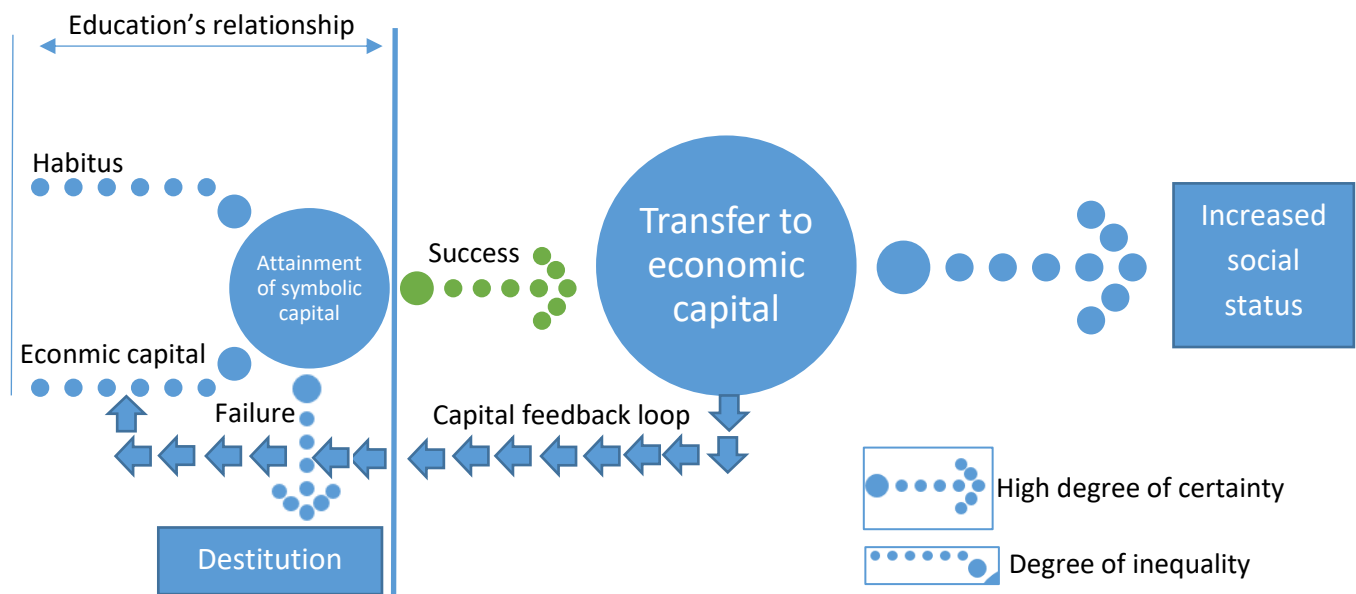 Education's relationship
Habitus
Attainment
of symbolic
capital
Econmic capital
Success
Failure
Destitution
Transfer to
economic
capital
Capital feedback loop
Increased
social
status
High degree of certainty
Degree of inequality